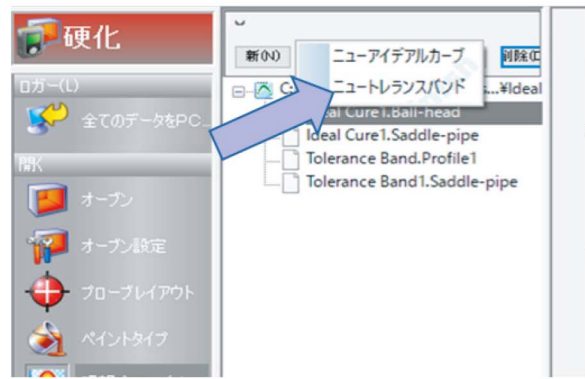 硬化
新(N)
ニューアイデアルカーブ
削除(D
ニュートレランスバンド
ロガー(L)
全てのデータをPC...
開く
オーブン
オーブン設定
プローブレイアウト
ペイントタイプ
C:
...¥Ideal
Ideal Cure1.Ball-head
Ideal Cure1.Saddle-pipe
Tolerance Band.Profile1
Tolerance Band1.Saddle-pipe